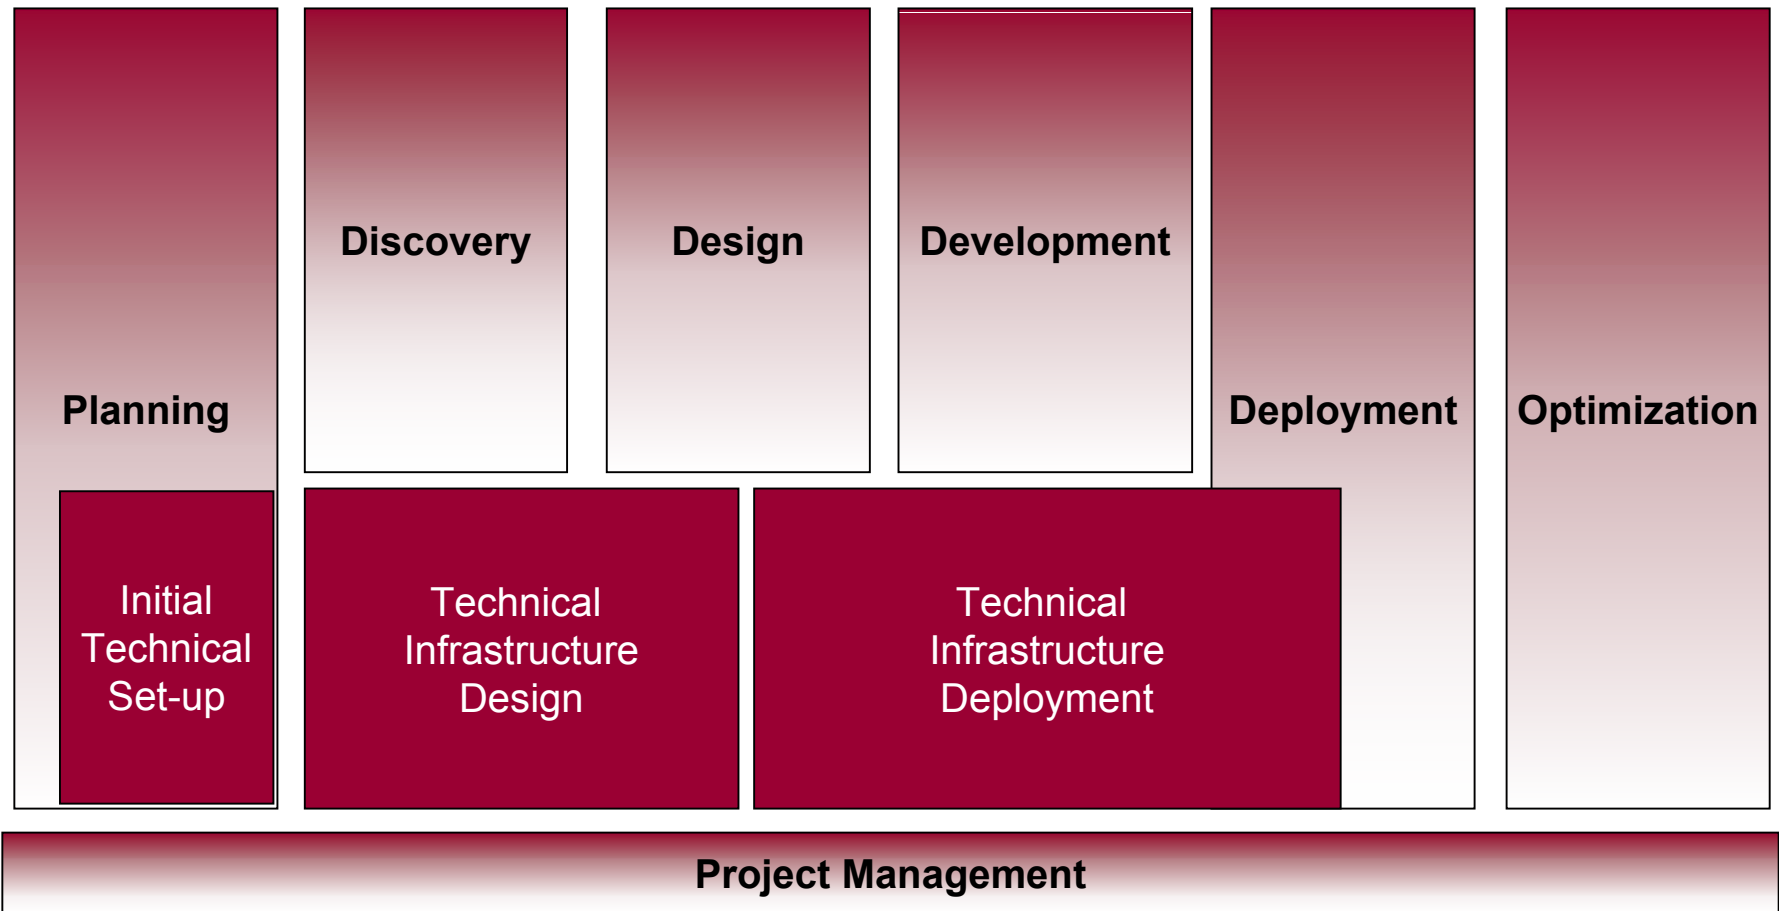 Discovery
Design
Development
Planning
Deployment
Optimization
Initial
Technical
Set-up
Technical
Infrastructure
Design
Technical
Infrastructure
Deployment
Project Management